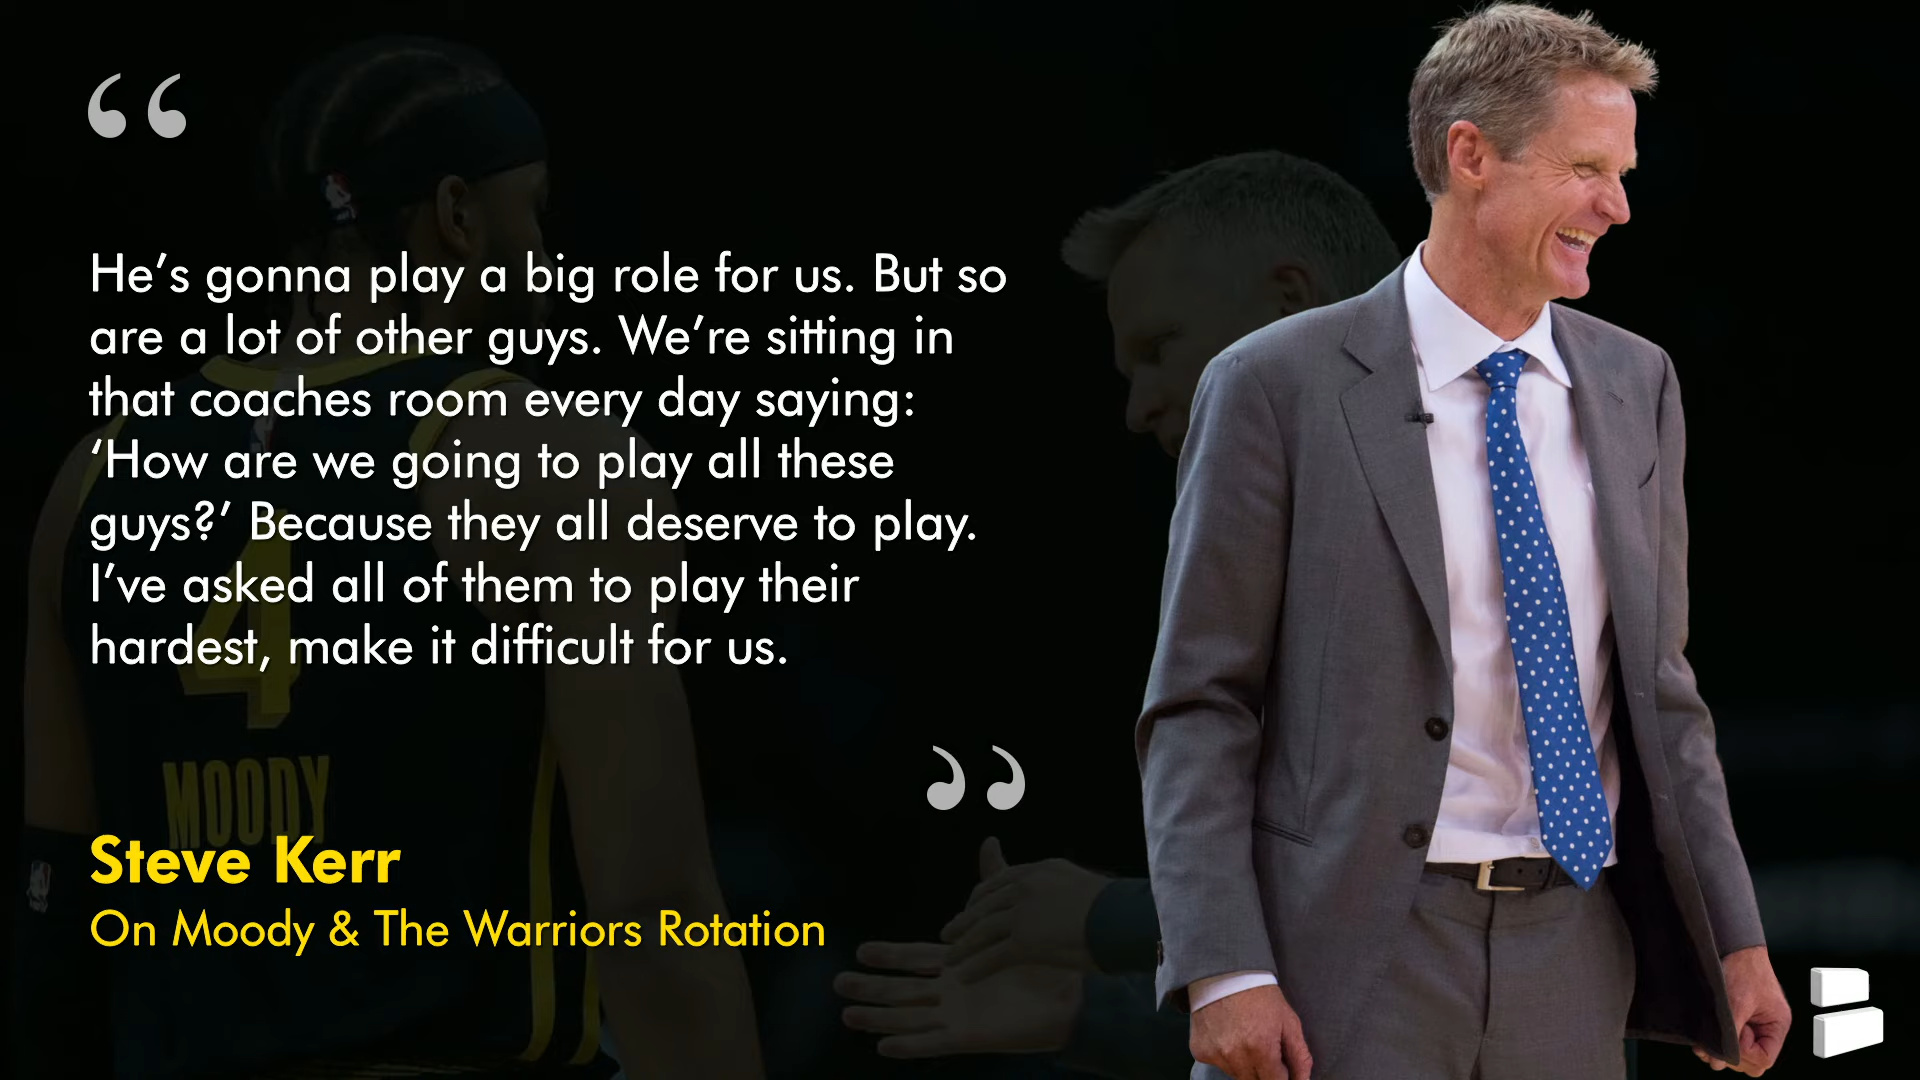 “
He’s gonna play a big role for us. But so
are a lot of other guys. We’re sitting in
that coaches room every day saying:
‘How are we going to play all these
guys?’ Because they all deserve to play.
I’ve asked all of them to play their
hardest, make it difficult for us.
”
4
MOODY
Steve Kerr
On Moody & The Warriors Rotation